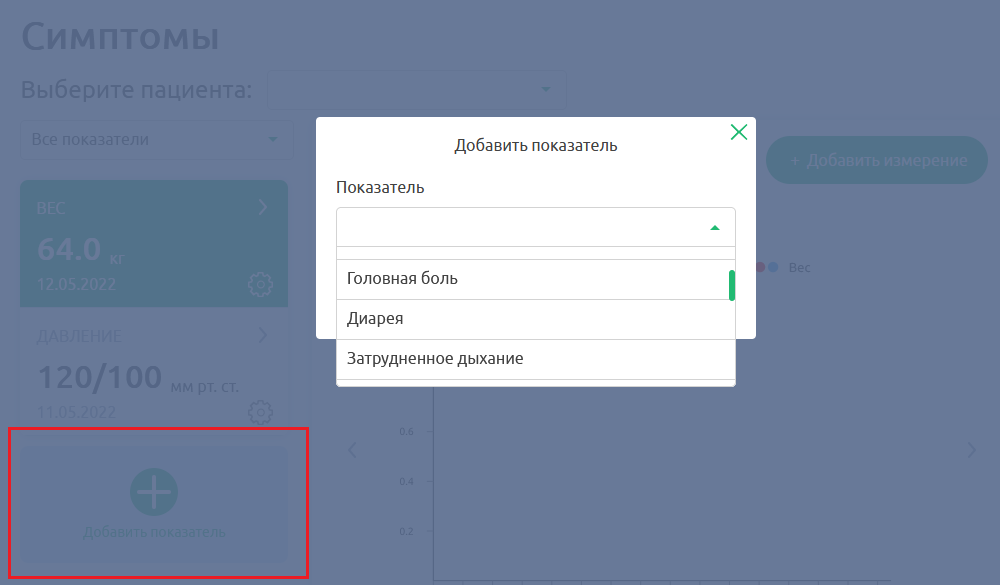 Симптомы
Выберите пациента:
Все показатели
Добавить показатель
Показатель
Головная боль
Диарея
Затрудненное дыхание
+ Добавить измерение
ВЕС
64.0 кг
12.05.2022
Вес
ДАВЛЕНИЕ
120/100 мм рт. ст.
11.05.2022
Добавить показатель
0.6
0.4
0.2